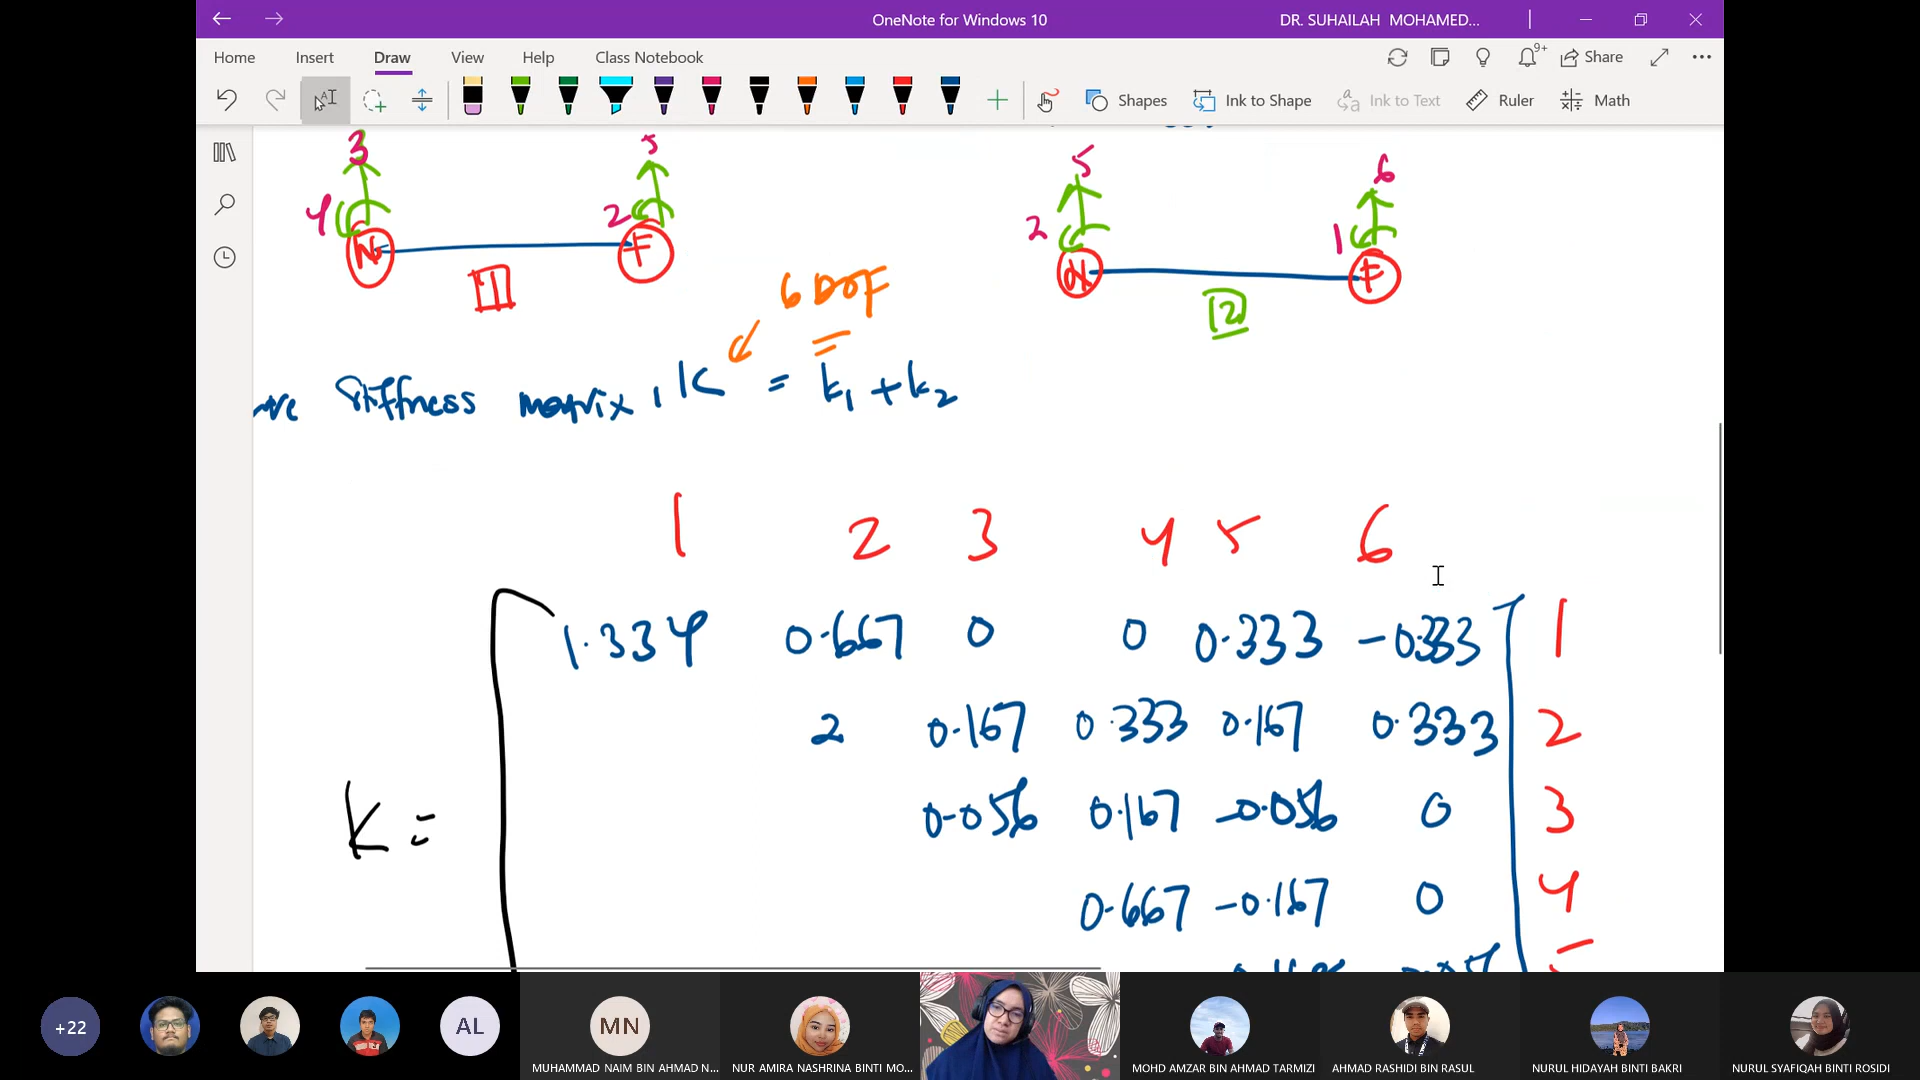 OneNote for Windows 10
DR. SUHAILAH MOHAMED...
Home Insert Draw View Help Class Notebook
9+
Share
Shapes Ink to Shape Ink to Text Ruler Math
3 5 5 6
4 2 2 1
N F N F
1 2
6 DOF
Stiffness matrix, K = k1 + k2
1 2 3 4 5 6
1.334 0.667 0 0 0.333 -0.333 1
2 0.167 0.333 0.167 0.333 2
0.056 0.167 -0.056 0 3
K =
0.667 -0.167 0 4
5
+22
AL
MN
MUHAMMAD NAIM BIN AHMAD N...
NUR AMIRA NASHRINA BINTI MO...
MOHD AMZAR BIN AHMAD TARMIZI
AHMAD RASHIDI BIN RASUL
NURUL HIDAYAH BINTI BAKRI
NURUL SYAFIQAH BINTI ROSIDI